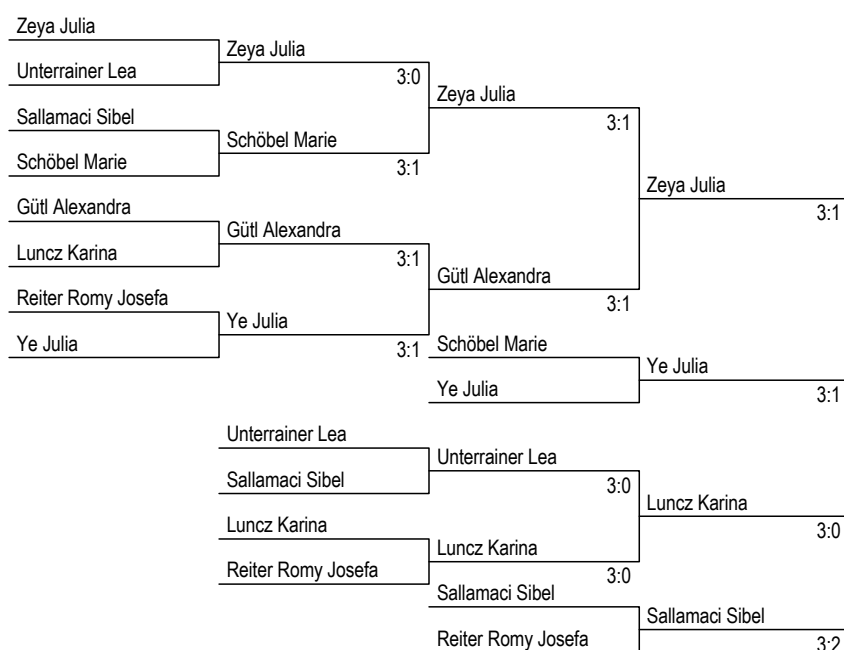 Zeya Julia
Zeya Julia
Unterrainer Lea
3:0
Zeya Julia
Sallamaci Sibel
3:1
Schöbel Marie
Schöbel Marie
3:1
Zeya Julia
Gütl Alexandra
3:1
Gütl Alexandra
Luncz Karina
3:1
Gütl Alexandra
Reiter Romy Josefa
3:1
Ye Julia
Ye Julia
3:1
Schöbel Marie
Ye Julia
Ye Julia
3:1
Unterrainer Lea
Unterrainer Lea
Sallamaci Sibel
3:0
Luncz Karina
Luncz Karina
3:0
Luncz Karina
Reiter Romy Josefa
3:0
Sallamaci Sibel
Sallamaci Sibel
Reiter Romy Josefa
3:2